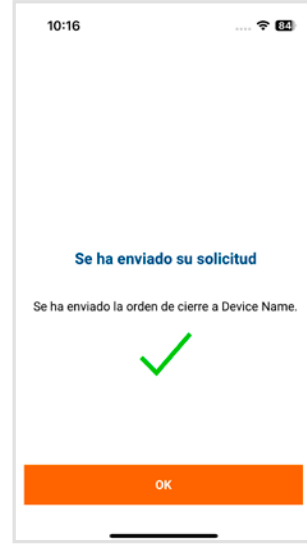 10:16
84
Se ha enviado su solicitud
Se ha enviado la orden de cierre a Device Name.
OK